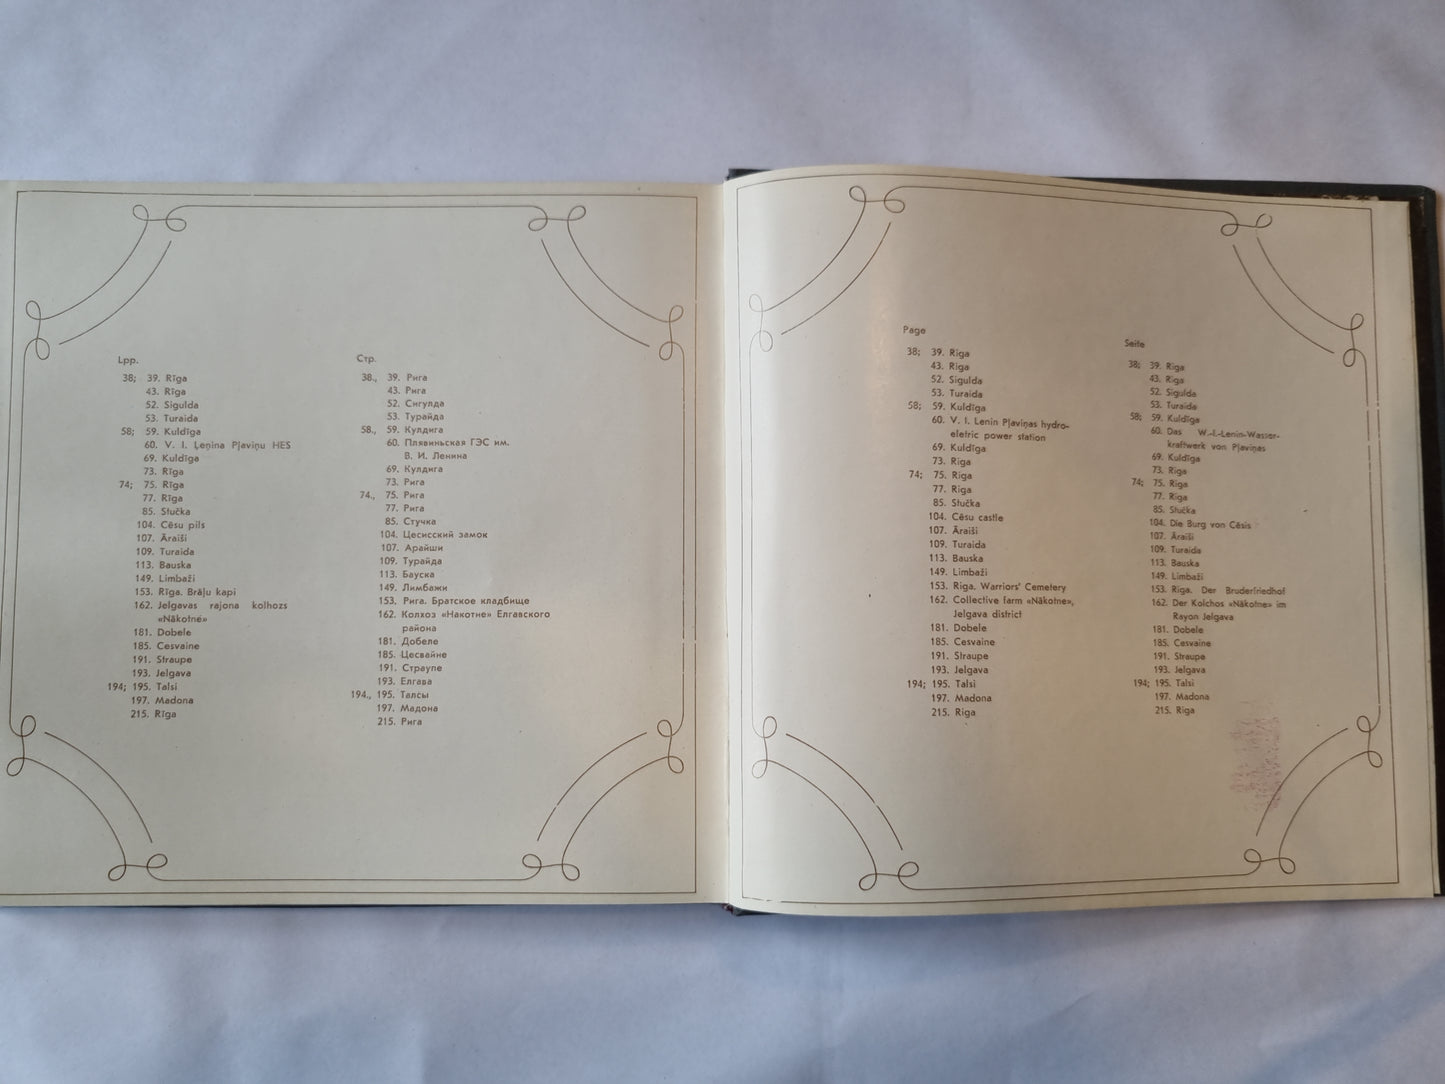 Lpp.
38; 39. Rīga
43. Rīga
52. Sigulda
53. Turaida
58; 59. Kuldīga
60. V. I. Ļeņina Pļaviņu HES
69. Kuldīga
73. Rīga
74; 75. Rīga
77. Rīga
85. Stučka
104. Cēsu pils
107. Āraiši
109. Turaida
113. Bauska
149. Limbaži
153. Rīga. Brāļu kapi
162. Jelgavas rajona kolhozs
«Nākotne»
181. Dobele
185. Cesvaine
191. Straupe
193. Jelgava
194; 195. Talsi
197. Madona
215. Rīga
Стр.
38., 39. Рига
43. Рига
52. Сигулда
53. Турайда
58., 59. Кулдига
60. Плявиньская ГЭС им.
В. И. Ленина
69. Кулдига
73. Рига
74., 75. Рига
77. Рига
85. Стучка
104. Цесисский замок
107. Арайши
109. Турайда
113. Бауска
149. Лимбажи
153. Рига. Братское кладбище
162. Колхоз «Накотне» Елгавского
района
181. Добеле
185. Цесвайне
191. Страупе
193. Елгава
194., 195. Талсы
197. Мадона
215. Рига
Page
38; 39. Riga
43. Riga
52. Sigulda
53. Turaida
58; 59. Kuldīga
60. V. I. Lenin Pļaviņas hydro-
eletric power station
69. Kuldīga
73. Riga
74; 75. Riga
77. Riga
85. Stučka
104. Cēsu castle
107. Āraiši
109. Turaida
113. Bauska
149. Limbaži
153. Riga. Warriors' Cemetery
162. Collective farm «Nākotne»,
Jelgava district
181. Dobele
185. Cesvaine
191. Straupe
193. Jelgava
194; 195. Talsi
197. Madona
215. Riga
Seite
38; 39. Riga
43. Riga
52. Sigulda
53. Turaida
58; 59. Kuldīga
60. Das W.-I.-Lenin-Wasser-
kraftwerk von Pļaviņas
69. Kuldīga
73. Riga
74; 75. Riga
77. Riga
85. Stučka
104. Die Burg von Cēsis
107. Āraiši
109. Turaida
113. Bauska
149. Limbaži
153. Riga. Der Bruderfriedhof
162. Der Kolchos «Nākotne» im
Rayon Jelgava
181. Dobele
185. Cesvaine
191. Straupe
193. Jelgava
194; 195. Talsi
197. Madona
215. Riga